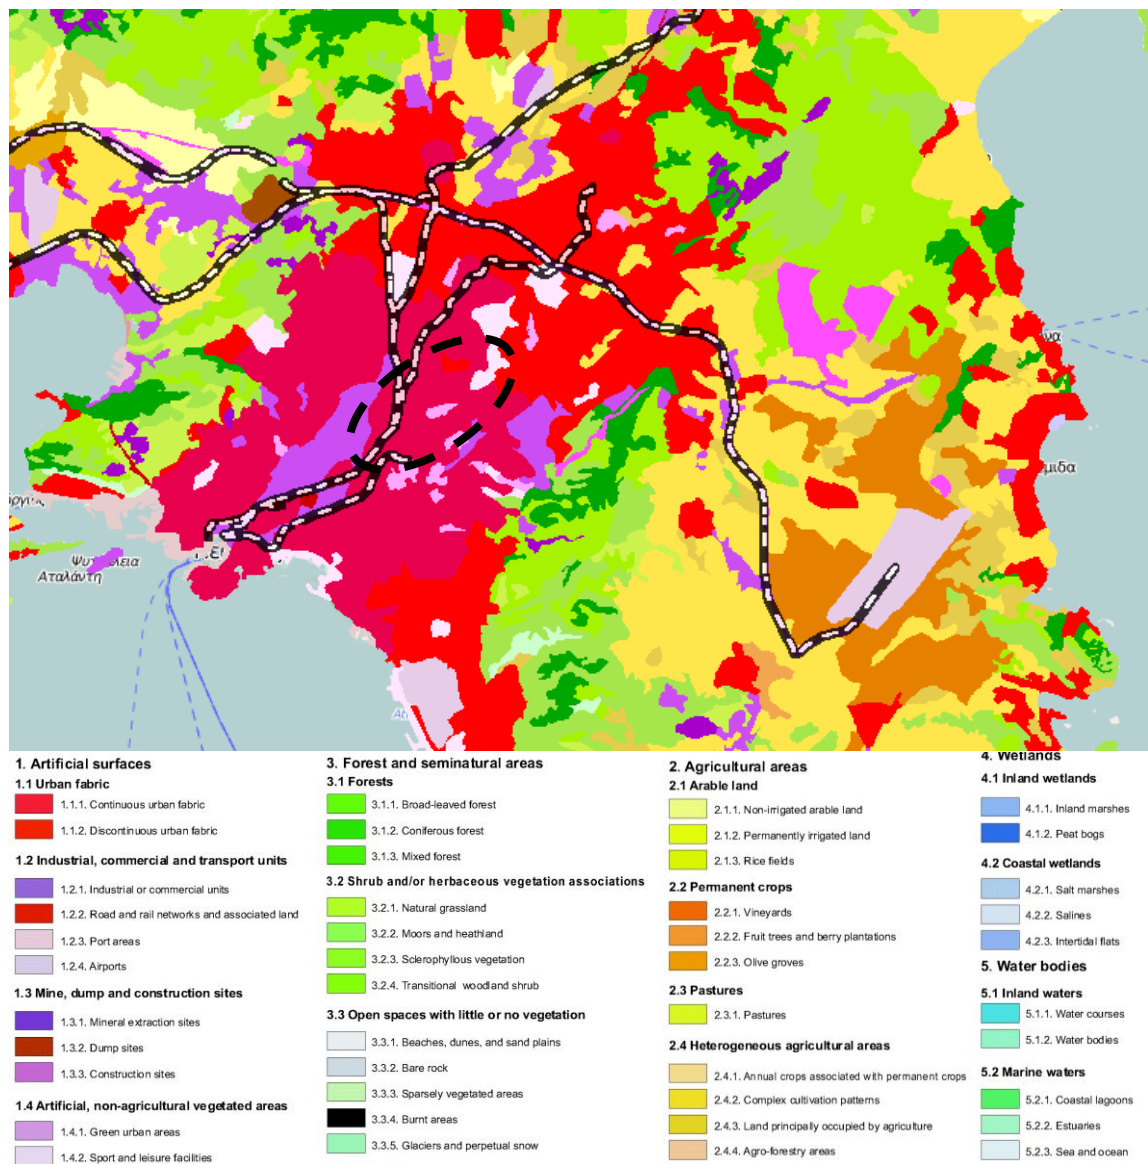 να
μιδα
Αταλάντη
1. Artificial surfaces
1.1 Urban fabric
1.1.1. Continuous urban fabric
1.1.2. Discontinuous urban fabric
1.2 Industrial, commercial and transport units
1.2.1. Industrial or commercial units
1.2.2. Road and rail networks and associated land
1.2.3. Port areas
1.2.4. Airports
1.3 Mine, dump and construction sites
1.3.1. Mineral extraction sites
1.3.2. Dump sites
1.3.3. Construction sites
1.4 Artificial, non-agricultural vegetated areas
1.4.1. Green urban areas
1.4.2. Sport and leisure facilities
3. Forest and seminatural areas
3.1 Forests
3.1.1. Broad-leaved forest
3.1.2. Coniferous forest
3.1.3. Mixed forest
3.2 Shrub and/or herbaceous vegetation associations
3.2.1. Natural grassland
3.2.2. Moors and heathland
3.2.3. Sclerophyllous vegetation
3.2.4. Transitional woodland shrub
3.3 Open spaces with little or no vegetation
3.3.1. Beaches, dunes, and sand plains
3.3.2. Bare rock
3.3.3. Sparsely vegetated areas
3.3.4. Burnt areas
3.3.5. Glaciers and perpetual snow
2. Agricultural areas
2.1 Arable land
2.1.1. Non-irrigated arable land
2.1.2. Permanently irrigated land
2.1.3. Rice fields
2.2 Permanent crops
2.2.1. Vineyards
2.2.2. Fruit trees and berry plantations
2.2.3. Olive groves
2.3 Pastures
2.3.1. Pastures
2.4 Heterogeneous agricultural areas
2.4.1. Annual crops associated with permanent crops
2.4.2. Complex cultivation patterns
2.4.3. Land principally occupied by agriculture
2.4.4. Agro-forestry areas
4. Wetlands
4.1 Inland wetlands
4.1.1. Inland marshes
4.1.2. Peat bogs
4.2 Coastal wetlands
4.2.1. Salt marshes
4.2.2. Salines
4.2.3. Intertidal flats
5. Water bodies
5.1 Inland waters
5.1.1. Water courses
5.1.2. Water bodies
5.2 Marine waters
5.2.1. Coastal lagoons
5.2.2. Estuaries
5.2.3. Sea and ocean